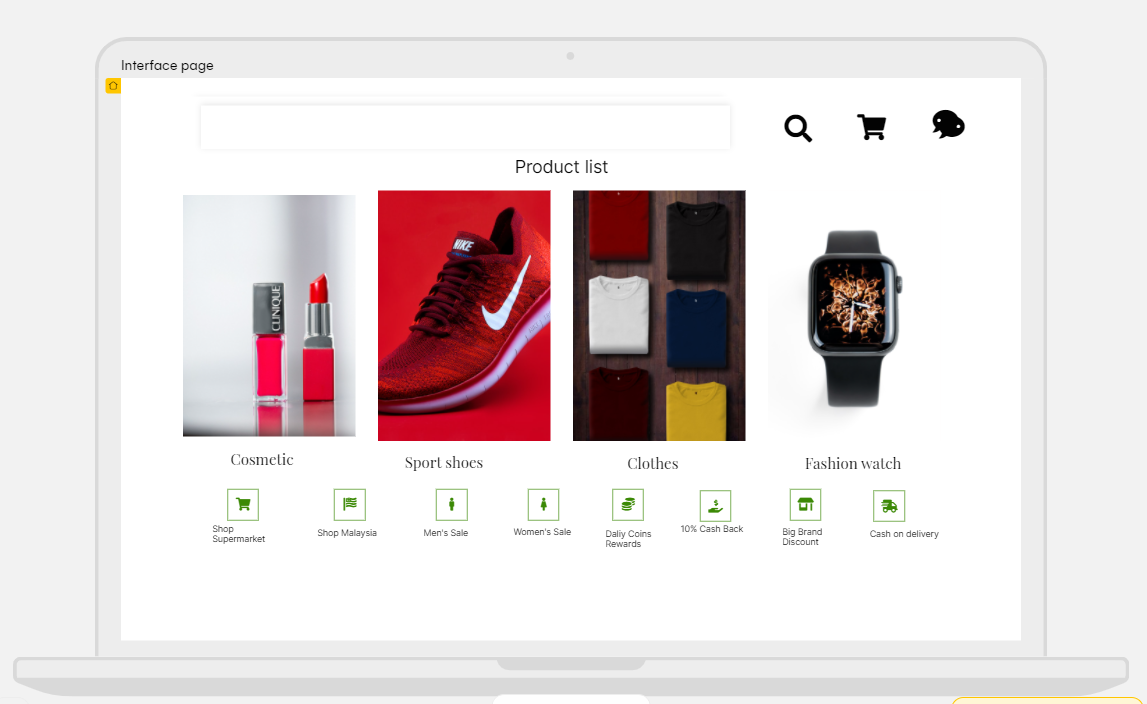 Interface page
Product list
CLINIQUE
NIKE
Cosmetic
Sport shoes
Clothes
Fashion watch
Shop
Supermarket
Shop Malaysia
Men's Sale
Women's Sale
Daliy Coins
Rewards
10% Cash Back
Big Brand
Discount
Cash on delivery